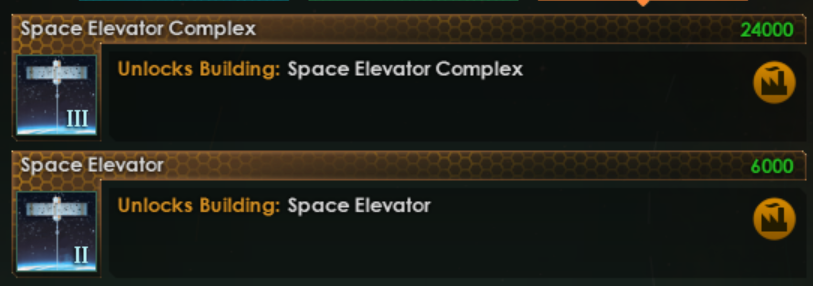 Space Elevator Complex 24000
Unlocks Building: Space Elevator Complex
III
Space Elevator 6000
Unlocks Building: Space Elevator
II